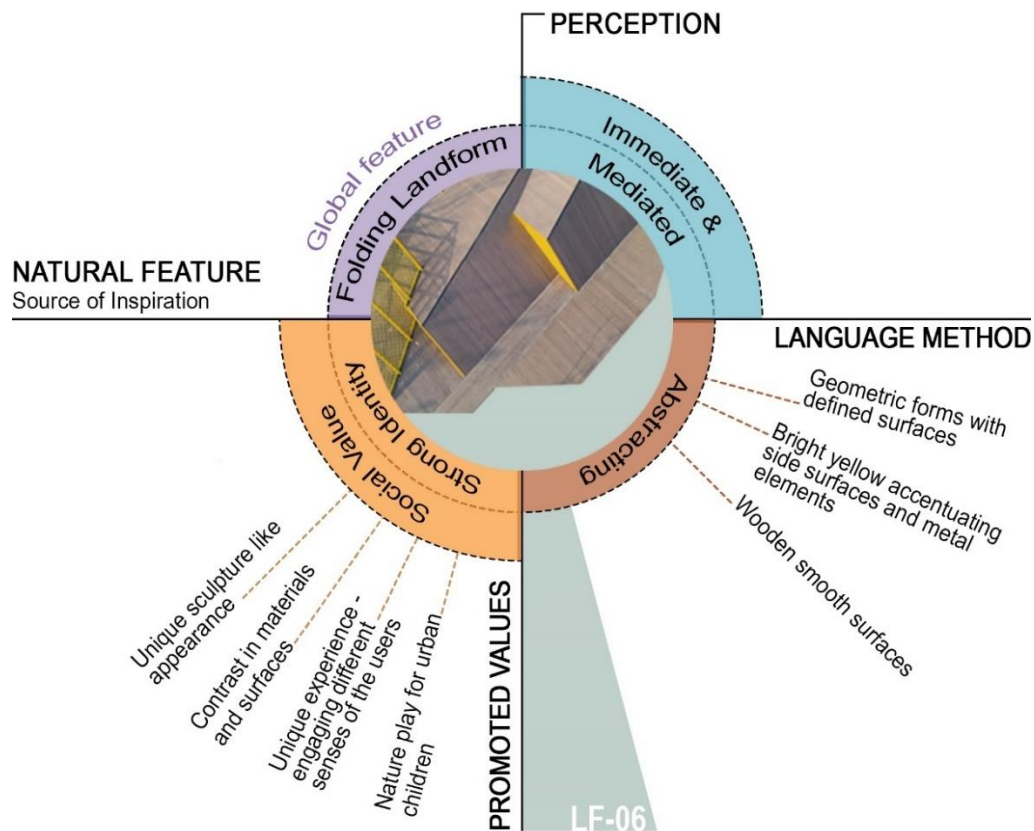 PERCEPTION
Immediate &
Mediated
Global feature
Folding Landform
NATURAL FEATURE
Source of Inspiration
LANGUAGE METHOD
Abstracting
Geometric forms with
defined surfaces
Bright yellow accentuating
side surfaces and metal
elements
Wooden smooth surfaces
Strong Identity
Social Value
Unique sculpture like
appearance
Contrast in materials
and surfaces
Unique experience -
engaging different
senses of the users
Nature play for urban
children
PROMOTED VALUES
LF-06